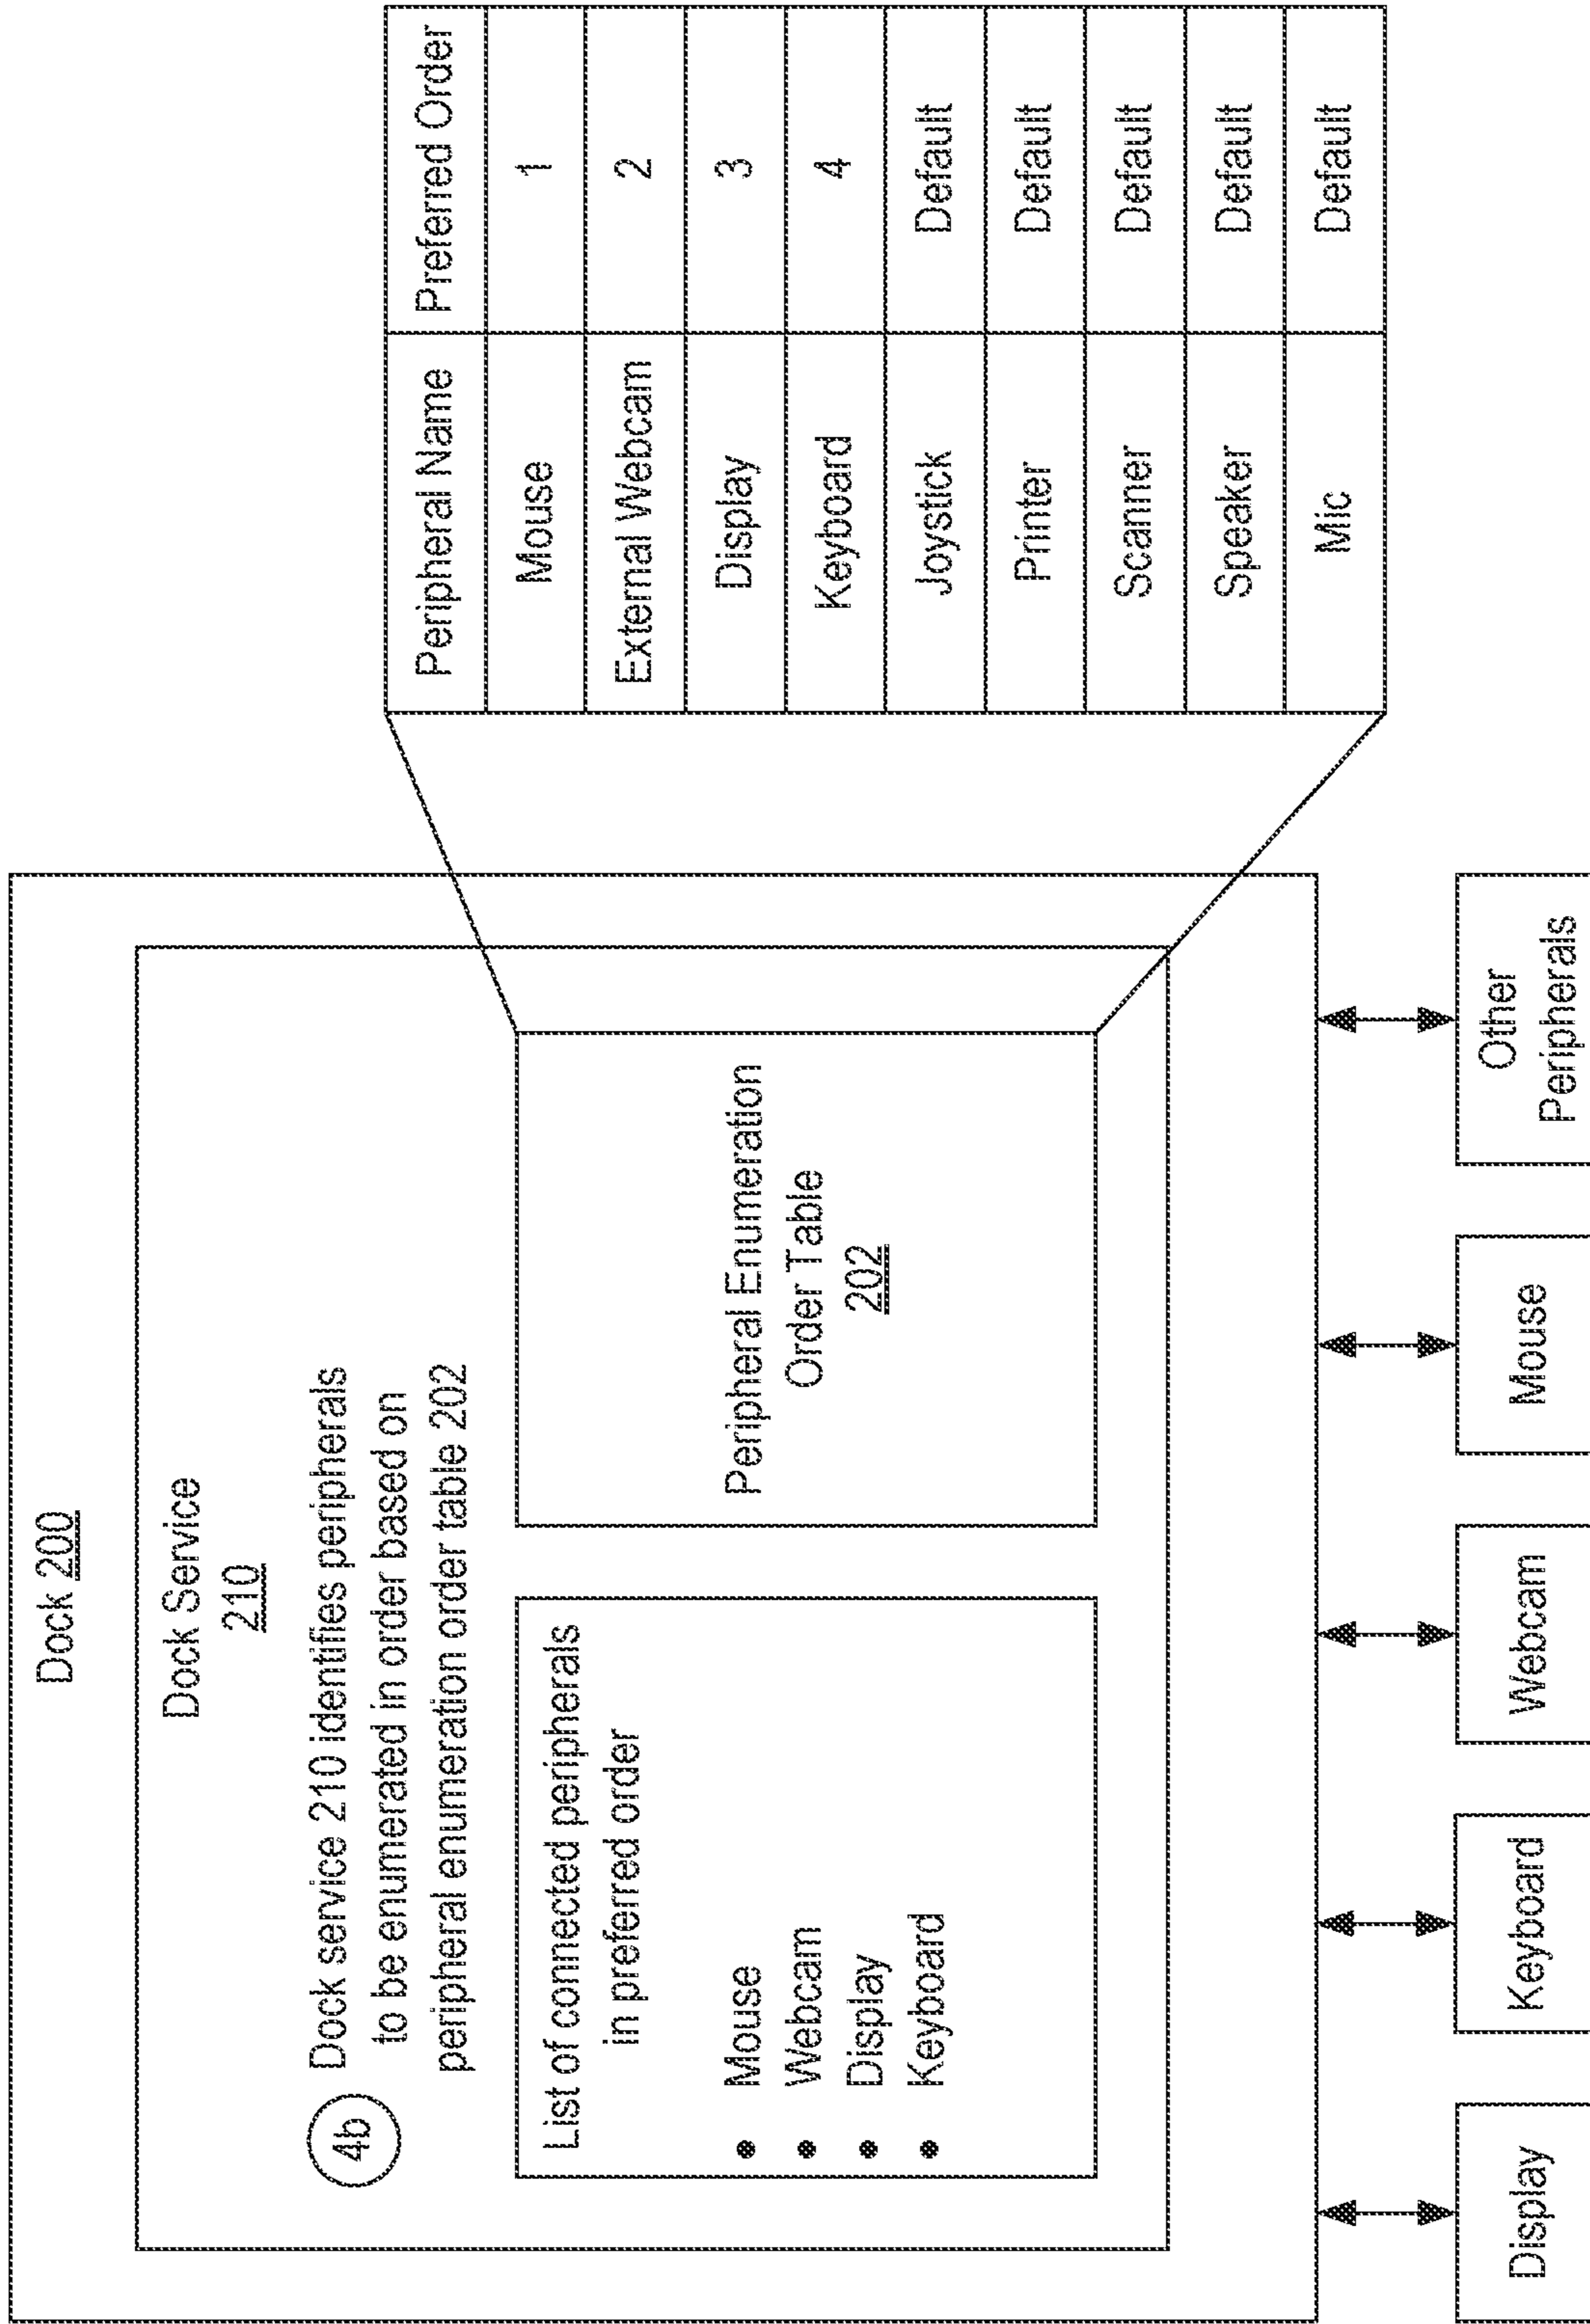 Dock 200
Dock Service
210
4b
Dock service 210 identifies peripherals
to be enumerated in order based on
peripheral enumeration order table 202
List of connected peripherals
in preferred order
• Mouse
• Webcam
• Display
• Keyboard
Peripheral Enumeration
Order Table
202
Peripheral Name Preferred Order
Mouse 1
External Webcam 2
Display 3
Keyboard 4
Joystick Default
Printer Default
Scanner Default
Speaker Default
Mic Default
Display
Keyboard
Webcam
Mouse
Other
Peripherals